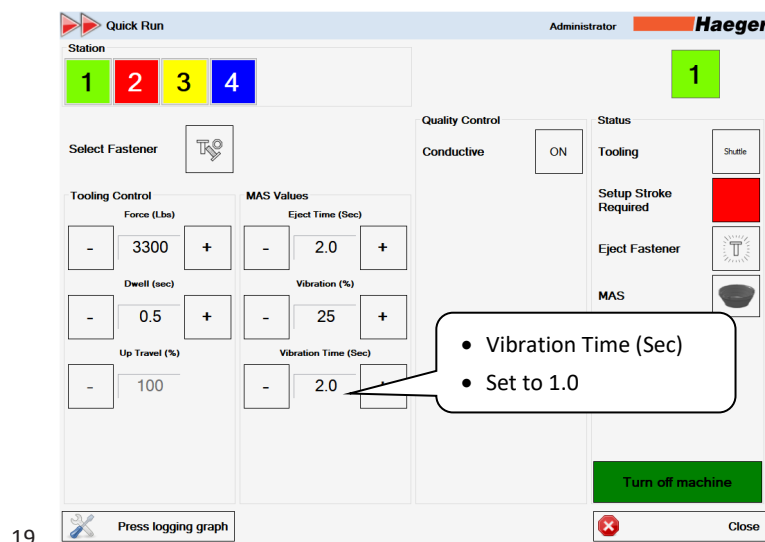 Quick Run
Administrator
Haeger
Station
1 2 3 4
1
Select Fastener
Quality Control
Conductive
ON
Status
Tooling
Shuttle
Setup Stroke
Required
Eject Fastener
MAS
Tooling Control
Force (Lbs)
- 3300 +
Dwell (sec)
- 0.5 +
Up Travel (%)
- 100
MAS Values
Eject Time (Sec)
- 2.0 +
Vibration (%)
- 25 +
Vibration Time (Sec)
- 2.0 +
• Vibration Time (Sec)
• Set to 1.0
Turn off machine
Press logging graph
Close
19